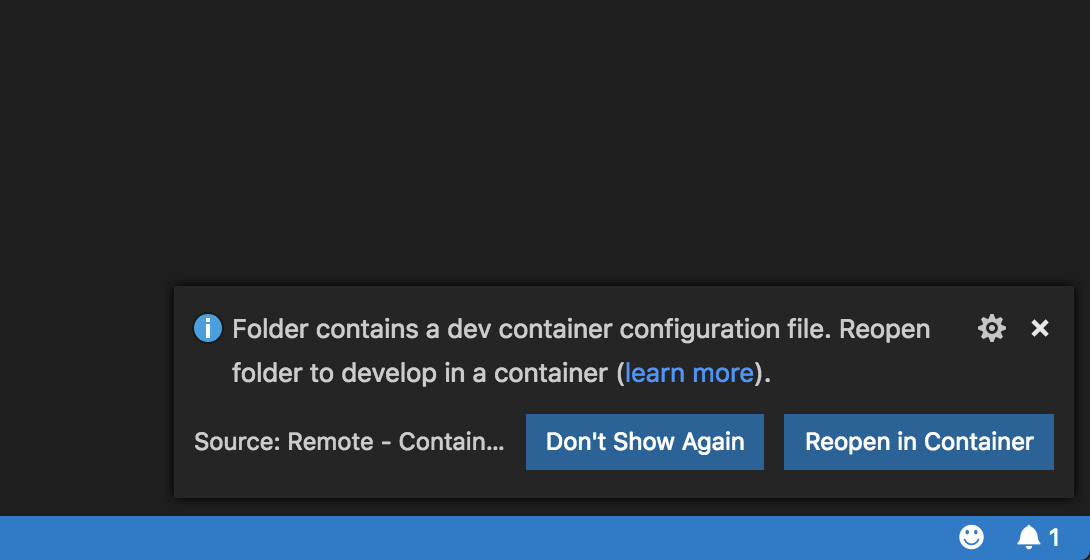 Folder contains a dev container configuration file. Reopen
folder to develop in a container (learn more).
Source: Remote - Contain...
Don't Show Again
Reopen in Container
1